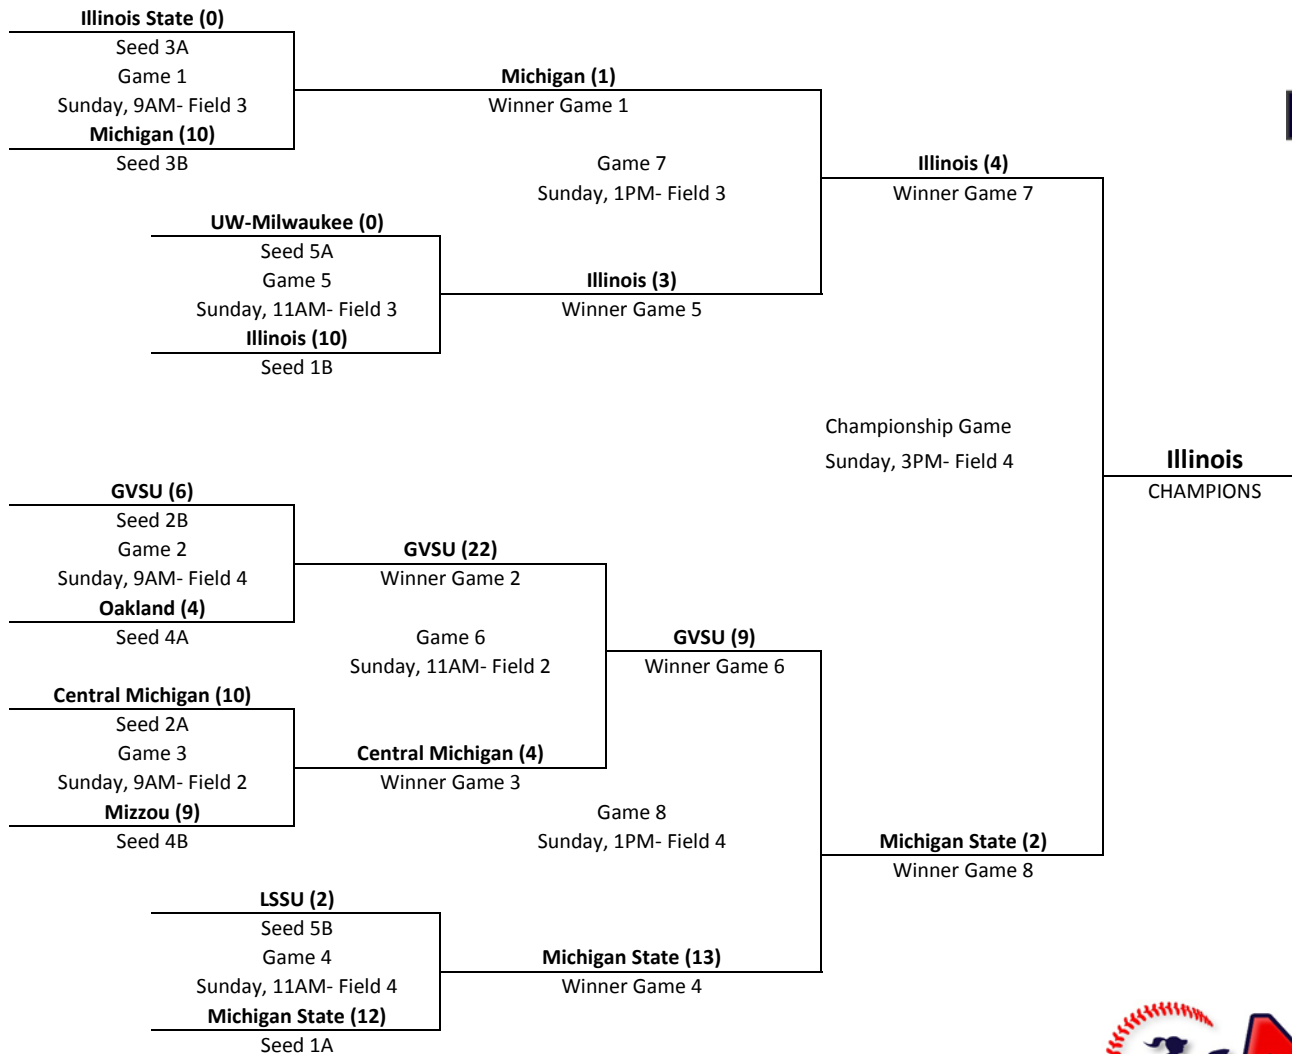 Illinois State (0)
Seed 3A
Game 1
Sunday, 9AM- Field 3
Michigan (10)
Seed 3B
Michigan (1)
Winner Game 1
Game 7
Sunday, 1PM- Field 3
Illinois (4)
Winner Game 7
UW-Milwaukee (0)
Seed 5A
Game 5
Sunday, 11AM- Field 3
Illinois (10)
Seed 1B
Illinois (3)
Winner Game 5
Championship Game
Sunday, 3PM- Field 4
Illinois
CHAMPIONS
GVSU (6)
Seed 2B
Game 2
Sunday, 9AM- Field 4
Oakland (4)
Seed 4A
GVSU (22)
Winner Game 2
Game 6
Sunday, 11AM- Field 2
GVSU (9)
Winner Game 6
Central Michigan (10)
Seed 2A
Game 3
Sunday, 9AM- Field 2
Mizzou (9)
Seed 4B
Central Michigan (4)
Winner Game 3
Game 8
Sunday, 1PM- Field 4
Michigan State (2)
Winner Game 8
LSSU (2)
Seed 5B
Game 4
Sunday, 11AM- Field 4
Michigan State (12)
Seed 1A
Michigan State (13)
Winner Game 4